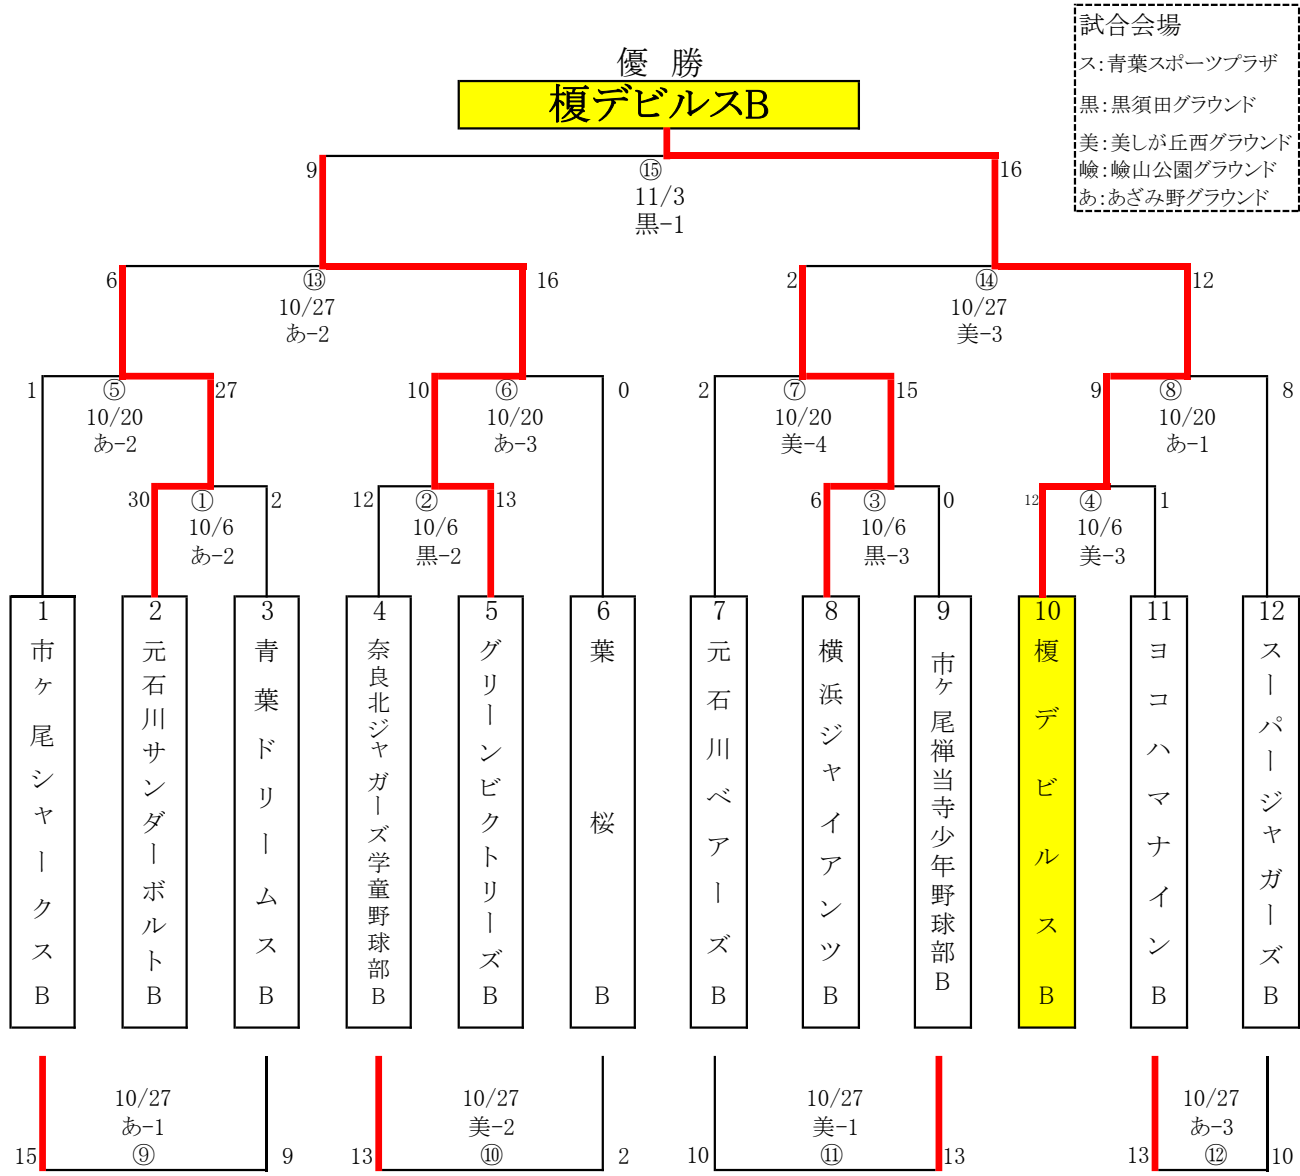 試合会場
ス:青葉スポーツプラザ
黒:黒須田グラウンド
美:美しが丘西グラウンド
嶮:嶮山公園グラウンド
あ:あざみ野グラウンド
優 勝
榎デビルスB
9
⑮
16
11/3
黒-1
6
⑬
16
10/27
あ-2
2
⑭
12
10/27
美-3
1
⑤
27
10/20
あ-2
10
⑥
0
10/20
あ-3
2
⑦
15
10/20
美-4
9
⑧
8
10/20
あ-1
30
①
2
10/6
あ-2
12
②
13
10/6
黒-2
6
③
0
10/6
黒-3
12
④
1
10/6
美-3
1
市ヶ尾シャークスB
2
元石川サンダーボルトB
3
青葉ドリームスB
4
奈良北ジャガーズ学童野球部B
5
グリーンビクトリーズB
6
葉桜B
7
元石川ベアーズB
8
横浜ジャイアンツB
9
市ヶ尾禅当寺少年野球部B
10
榎デビルスB
11
ヨコハマナインB
12
スーパージャガーズB
10/27
あ-1
15
⑨
9
10/27
美-2
13
⑩
2
10/27
美-1
10
⑪
13
10/27
あ-3
13
⑫
10